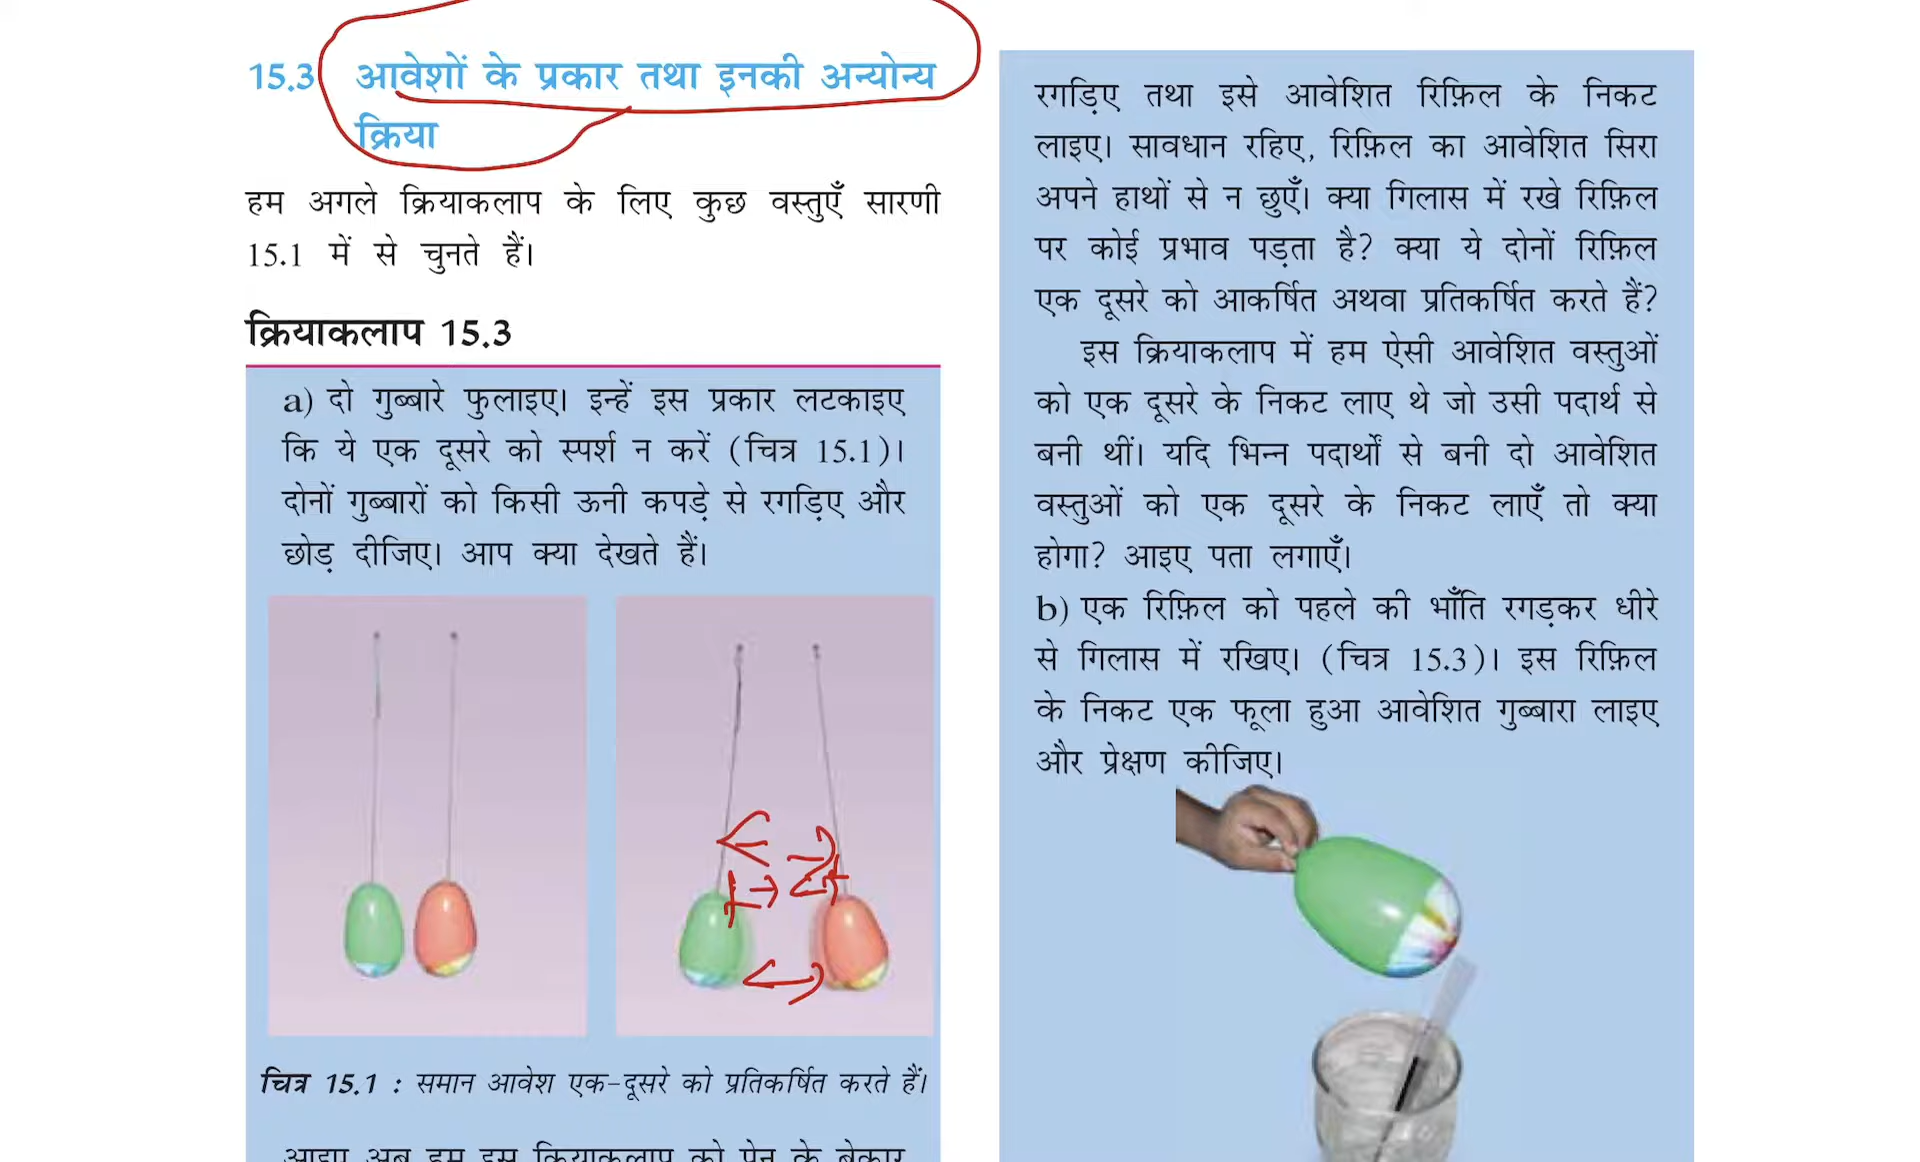 15.3 आवेशों के प्रकार तथा इनकी अन्योन्य
क्रिया
हम अगले क्रियाकलाप के लिए कुछ वस्तुएँ सारणी
15.1 में से चुनते हैं।
क्रियाकलाप 15.3
a) दो गुब्बारे फुलाइए। इन्हें इस प्रकार लटकाइए
कि ये एक दूसरे को स्पर्श न करें (चित्र 15.1)।
दोनों गुब्बारों को किसी ऊनी कपड़े से रगड़िए और
छोड़ दीजिए। आप क्या देखते हैं।
चित्र 15.1 : समान आवेश एक-दूसरे को प्रतिकर्षित करते हैं।
आइए अब हम इस क्रियाकलाप को पेन के बेकार
रगड़िए तथा इसे आवेशित रिफ़िल के निकट
लाइए। सावधान रहिए, रिफ़िल का आवेशित सिरा
अपने हाथों से न छुएँ। क्या गिलास में रखे रिफ़िल
पर कोई प्रभाव पड़ता है? क्या ये दोनों रिफ़िल
एक दूसरे को आकर्षित अथवा प्रतिकर्षित करते हैं?
इस क्रियाकलाप में हम ऐसी आवेशित वस्तुओं
को एक दूसरे के निकट लाए थे जो उसी पदार्थ से
बनी थीं। यदि भिन्न पदार्थों से बनी दो आवेशित
वस्तुओं को एक दूसरे के निकट लाएँ तो क्या
होगा? आइए पता लगाएँ।
b) एक रिफ़िल को पहले की भाँति रगड़कर धीरे
से गिलास में रखिए। (चित्र 15.3)। इस रिफ़िल
के निकट एक फूला हुआ आवेशित गुब्बारा लाइए
और प्रेक्षण कीजिए।